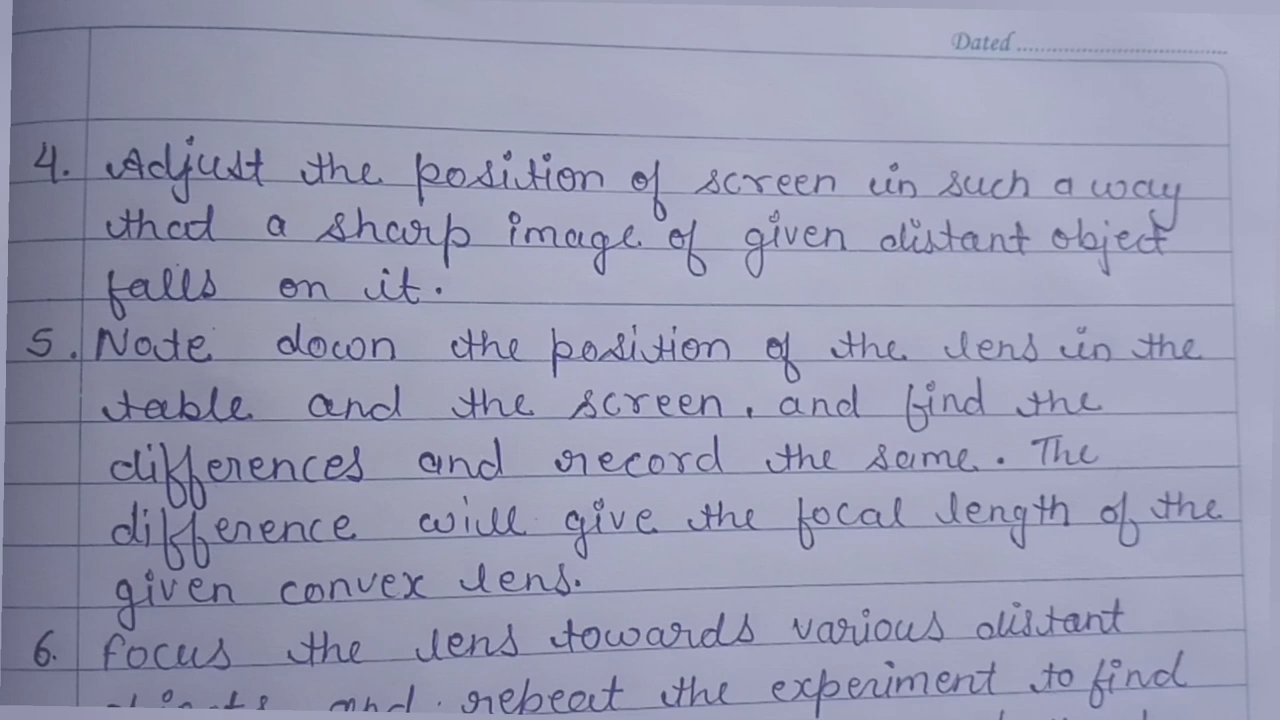 Dated
4. Adjust the position of screen in such a way
that a sharp image of given distant object
falls on it.
5. Note down the position of the lens in the
table and the screen, and find the
differences and record the same. The
difference will give the focal length of the
given convex lens.
6. focus the lens towards various distant
and repeat the experiment to find